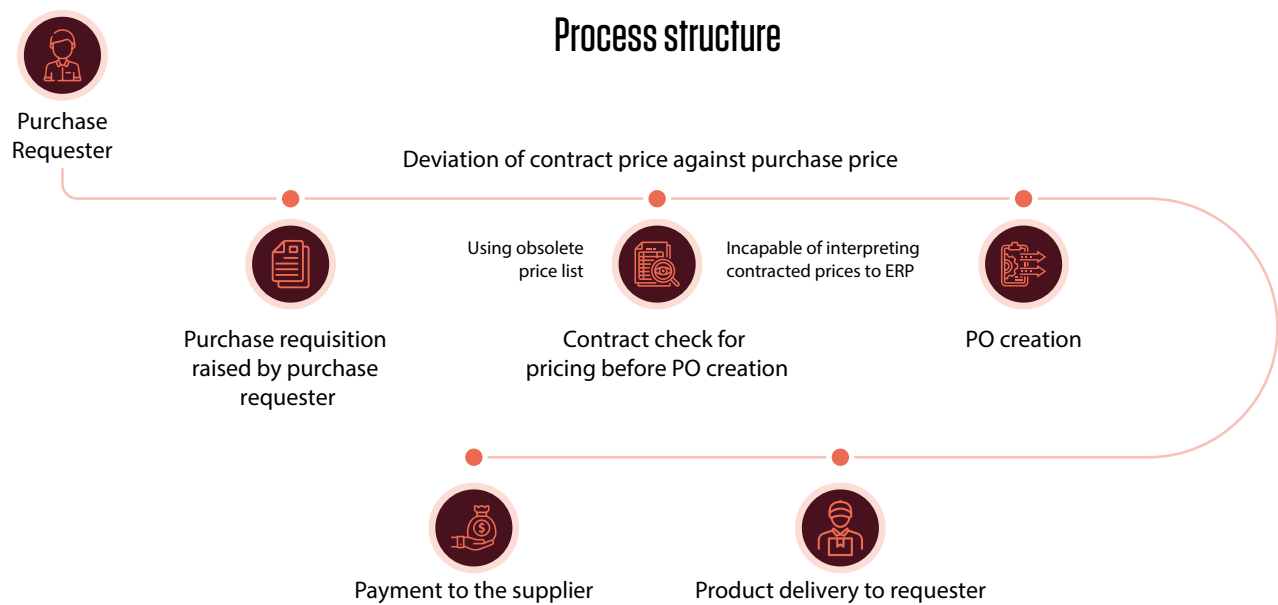 Process structure
Purchase
Requester
Deviation of contract price against purchase price
Using obsolete
price list
Incapable of interpreting
contracted prices to ERP
Purchase requisition
raised by purchase
requester
Contract check for
pricing before PO creation
PO creation
Payment to the supplier
Product delivery to requester